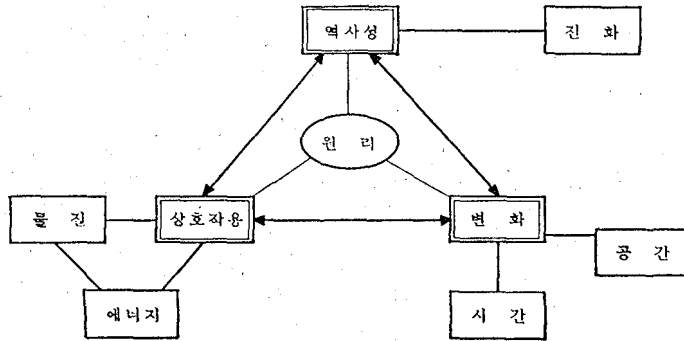 역사성
진 화
원 리
물 진
상호작용
변 화
공 간
에너지
시 간